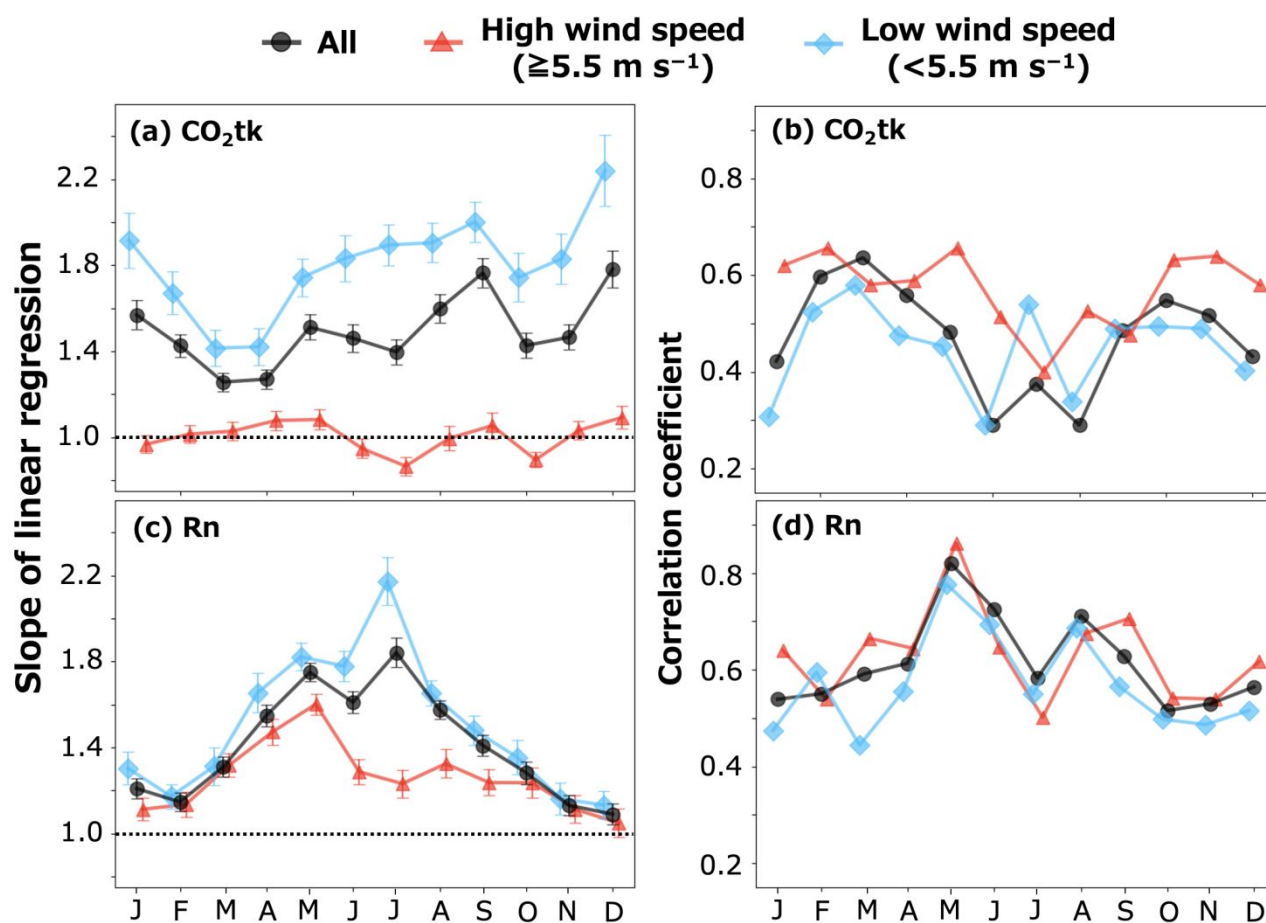 All
High wind speed
(≧5.5 m s⁻¹)
Low wind speed
(<5.5 m s⁻¹)
Slope of linear regression
(a) CO₂tk
2.2
1.8
1.4
1.0
(c) Rn
2.2
1.8
1.4
1.0
J F M A M J J A S O N D
Correlation coefficient
(b) CO₂tk
0.8
0.6
0.4
0.2
(d) Rn
0.8
0.6
0.4
0.2
J F M A M J J A S O N D